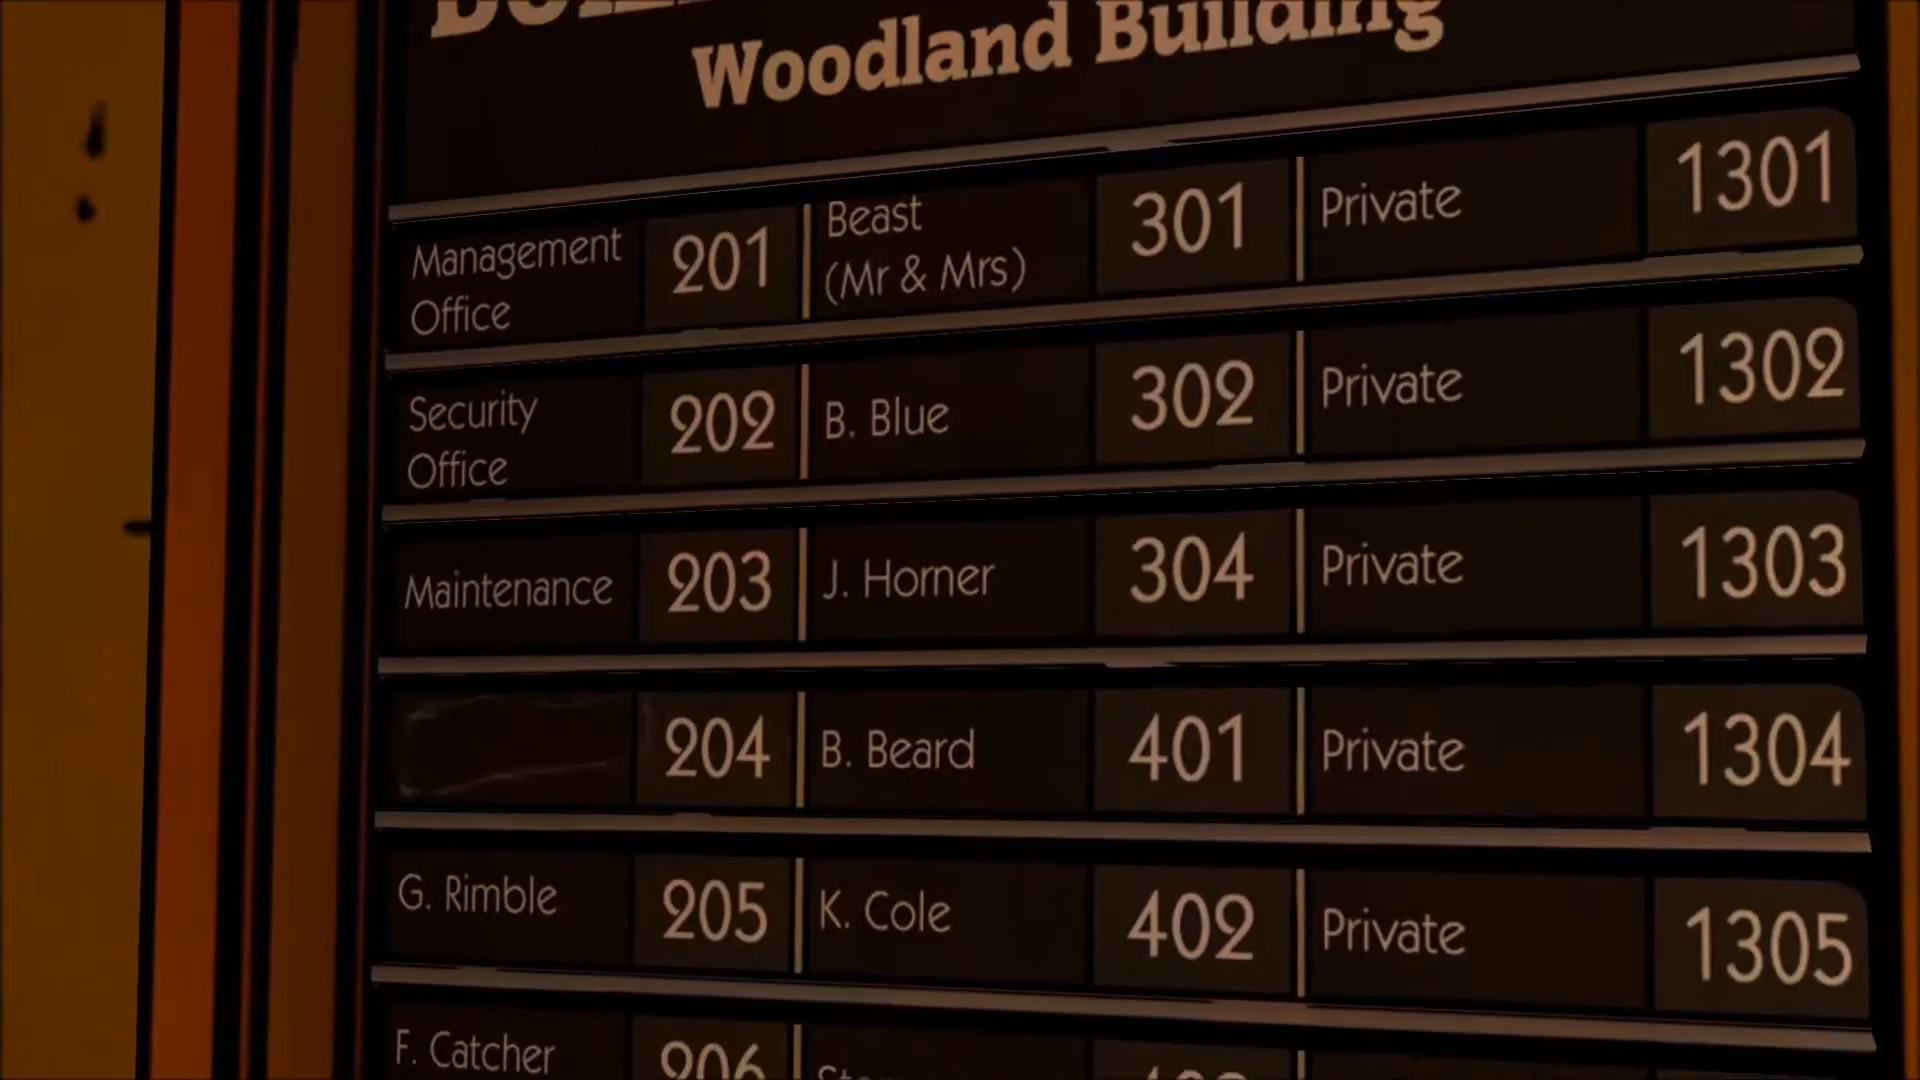 Woodland Building
Management
Office
201
Beast
(Mr & Mrs)
301
Private
1301
Security
Office
202
B. Blue
302
Private
1302
Maintenance
203
J. Horner
304
Private
1303
204
B. Beard
401
Private
1304
G. Rimble
205
K. Cole
402
Private
1305
F. Catcher
206